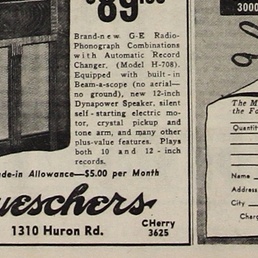 $89
Brand-new G-E Radio-
Phonograph Combinations
with Automatic Record
Changer, (Model H-708).
Equipped with built-in
Beam-a-scope (no aerial—
no ground), new 12-inch
Dynapower Speaker, silent
self-starting electric mo-
tor, crystal pickup and
tone arm, and many other
plus-value features. Plays
both 10 and 12-inch
records.
Allowance—$5.00 per Month
ueschers
1310 Huron Rd.
CHerry
3625
3000
The M
the Fo
Quantit
Name
Address
City
Charg